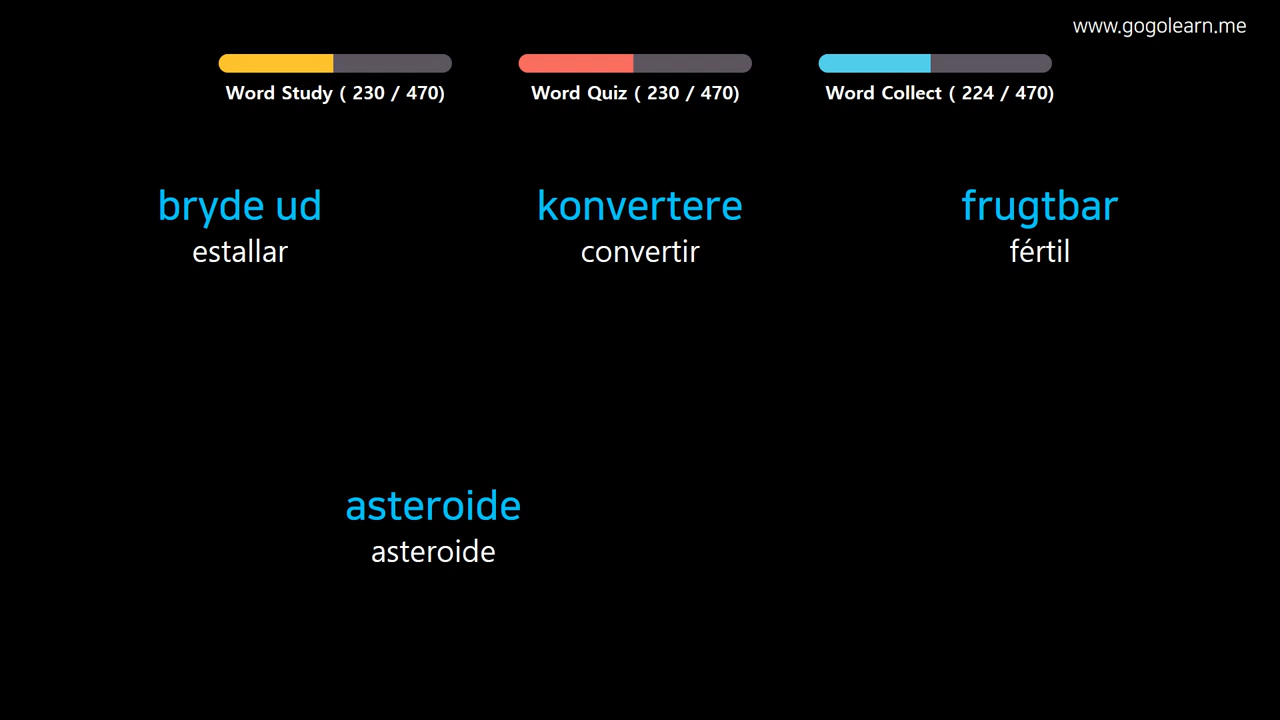 www.gogolearn.me
Word Study ( 230 / 470)
Word Quiz ( 230 / 470)
Word Collect ( 224 / 470)
bryde ud
estallar
konvertere
convertir
frugtbar
fértil
asteroide
asteroide